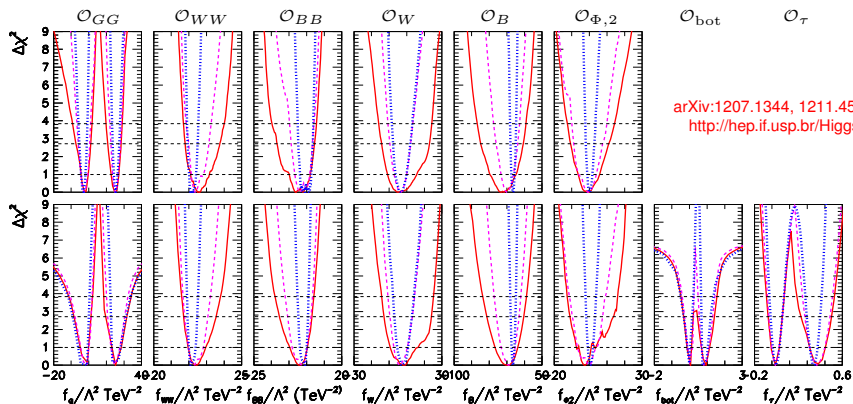 𝒪_GG 𝒪_WW 𝒪_BB 𝒪_W 𝒪_B 𝒪_Φ,2 𝒪_bot 𝒪_τ
Δχ²
9
8
7
6
5
4
3
2
1
0
arXiv:1207.1344, 1211.45
http://hep.if.usp.br/Higgs
Δχ²
9
8
7
6
5
4
3
2
1
0
-20 40 -20 25 -25 20 -30 30 -100 50 -20 20 -2 3 -0.2 0.6
f_g/Λ² TeV⁻² f_WW/Λ² TeV⁻² f_BB/Λ² (TeV⁻²) f_W/Λ² TeV⁻² f_B/Λ² TeV⁻² f_Φ2/Λ² TeV⁻² f_bot/Λ² TeV⁻² f_τ/Λ² TeV⁻²